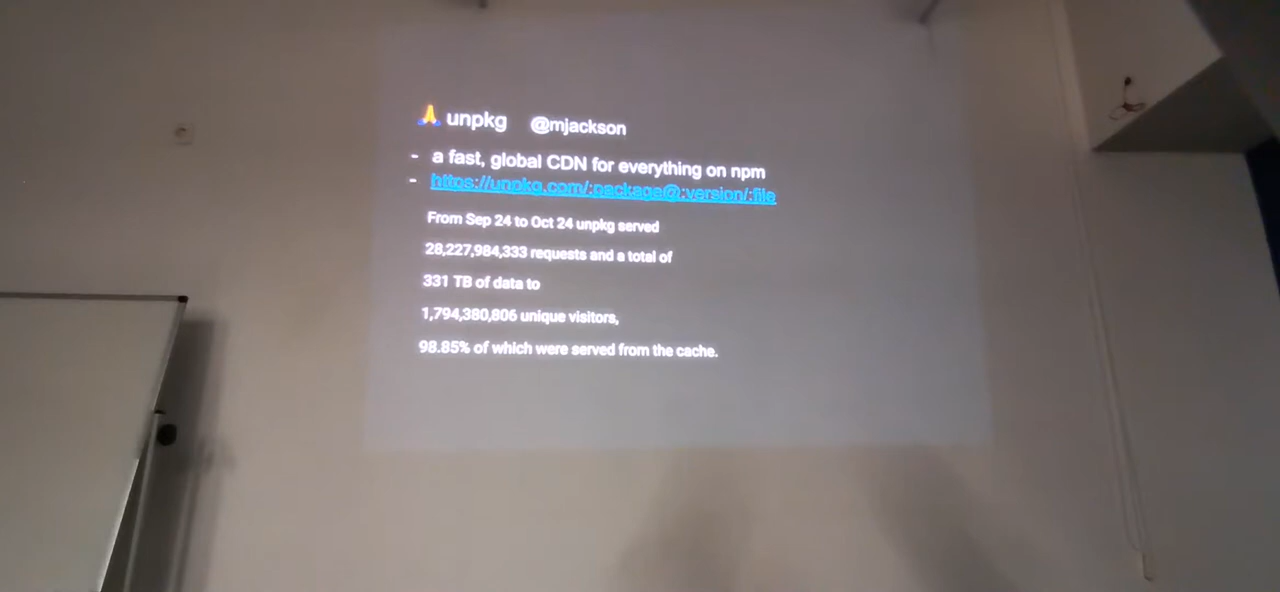 🙏 unpkg @mjackson
- a fast, global CDN for everything on npm
- https://unpkg.com/:package@:version/:file
From Sep 24 to Oct 24 unpkg served
28,227,984,333 requests and a total of
331 TB of data to
1,794,380,806 unique visitors,
98.85% of which were served from the cache.